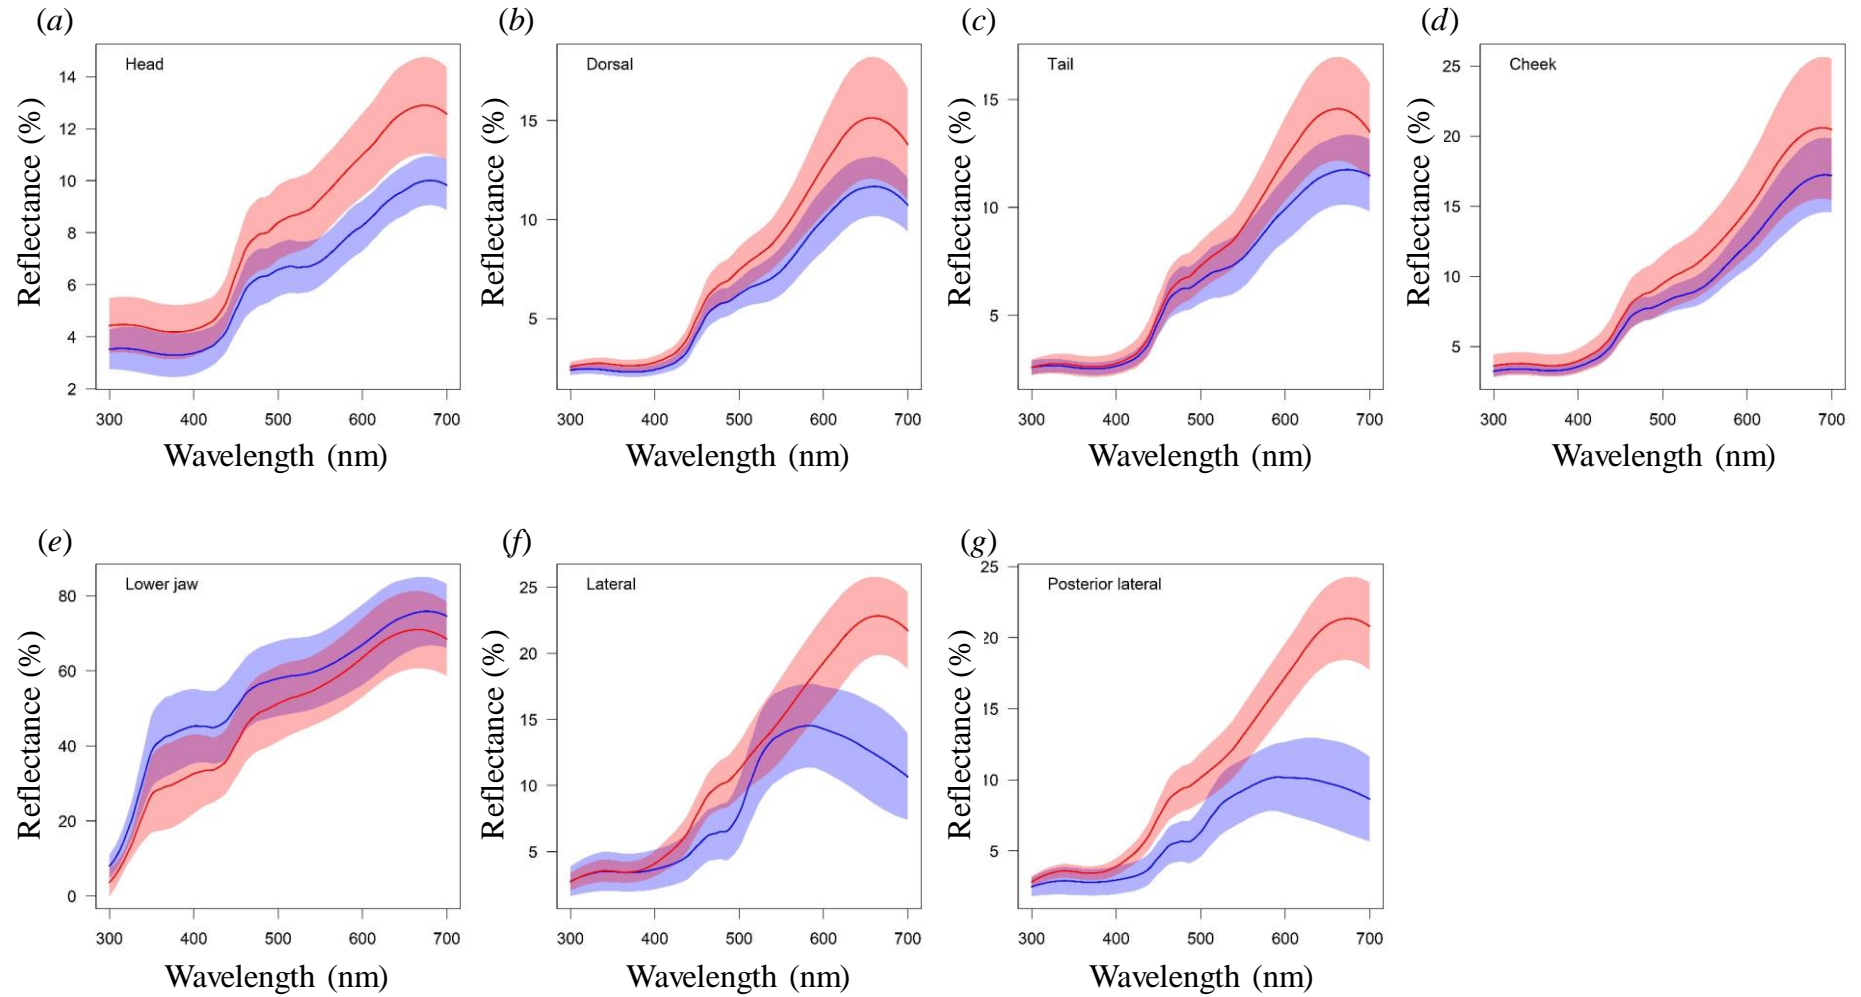 (a) (b) (c) (d)
Head
Dorsal
Tail
Cheek
Reflectance (%)
14
12
10
8
6
4
2
300 400 500 600 700
Wavelength (nm)
Reflectance (%)
15
10
5
300 400 500 600 700
Wavelength (nm)
Reflectance (%)
15
10
5
300 400 500 600 700
Wavelength (nm)
Reflectance (%)
25
20
15
10
5
300 400 500 600 700
Wavelength (nm)
(e) (f) (g)
Lower jaw
Lateral
Posterior lateral
Reflectance (%)
80
60
40
20
0
300 400 500 600 700
Wavelength (nm)
Reflectance (%)
25
20
15
10
5
300 400 500 600 700
Wavelength (nm)
Reflectance (%)
25
20
15
10
5
300 400 500 600 700
Wavelength (nm)